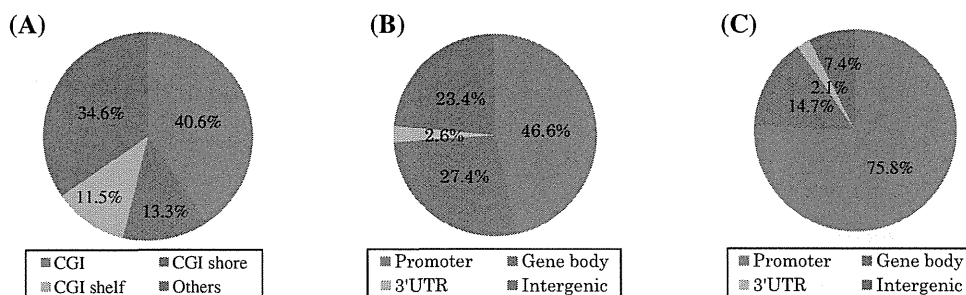 (A)
34.6%
40.6%
11.5%
13.3%
CGI
CGI shore
CGI shelf
Others
(B)
23.4%
46.6%
2.6%
27.4%
Promoter
Gene body
3'UTR
Intergenic
(C)
7.4%
2.1%
14.7%
75.8%
Promoter
Gene body
3'UTR
Intergenic